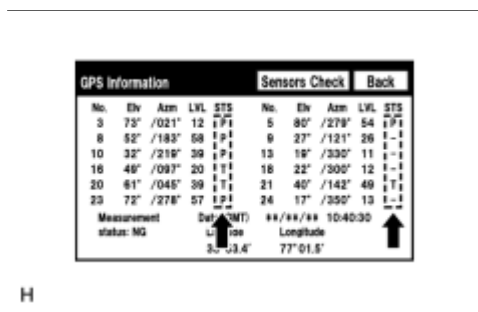 GPS Information Sensors Check Back
No. Elv Azm LVL STS No. Elv Azm LVL STS
3 73° /021° 12 P 5 80° /279° 54 P
8 52° /183° 58 P 9 27° /121° 26 -
10 32° /219° 39 P 13 19° /330° 11 -
16 49° /097° 20 T 18 22° /300° 12 -
20 61° /045° 39 T 21 40° /142° 49 T
23 72° /278° 57 P 24 17° /350° 13 -
Measurement **/**/** 10:40:30
status: NG Longitude
77°01.5'
H